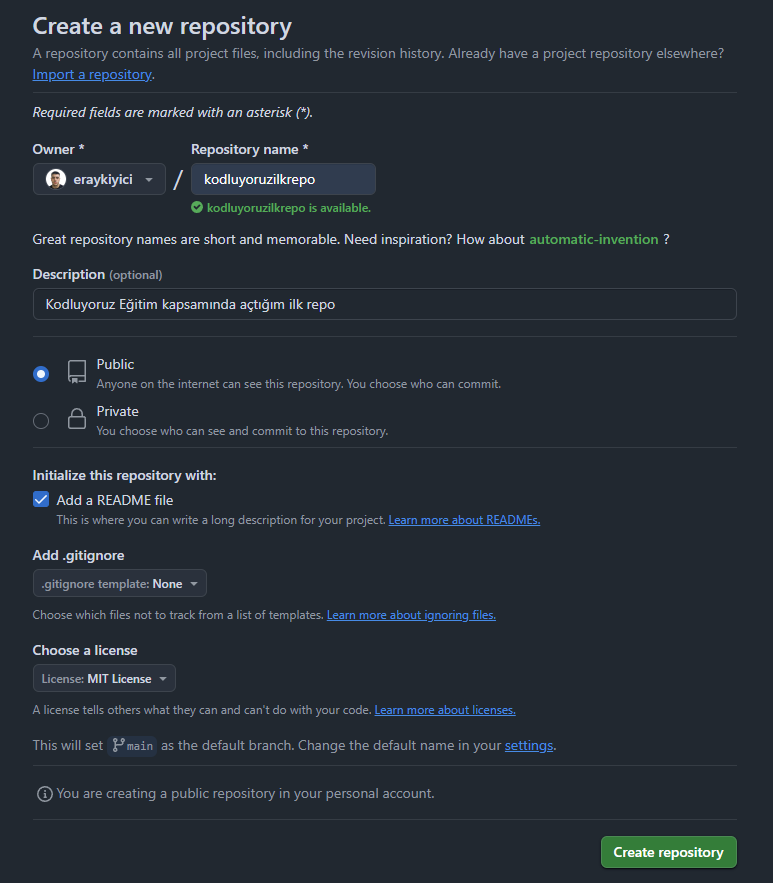 Create a new repository
A repository contains all project files, including the revision history. Already have a project repository elsewhere?
Import a repository.
Required fields are marked with an asterisk (*).
Owner * Repository name *
eraykiyici / kodluyoruzilkrepo
kodluyoruzilkrepo is available.
Great repository names are short and memorable. Need inspiration? How about automatic-invention ?
Description (optional)
Kodluyoruz Eğitim kapsamında açtığım ilk repo
Public
Anyone on the internet can see this repository. You choose who can commit.
Private
You choose who can see and commit to this repository.
Initialize this repository with:
Add a README file
This is where you can write a long description for your project. Learn more about READMEs.
Add .gitignore
.gitignore template: None
Choose which files not to track from a list of templates. Learn more about ignoring files.
Choose a license
License: MIT License
A license tells others what they can and can't do with your code. Learn more about licenses.
This will set main as the default branch. Change the default name in your settings.
You are creating a public repository in your personal account.
Create repository